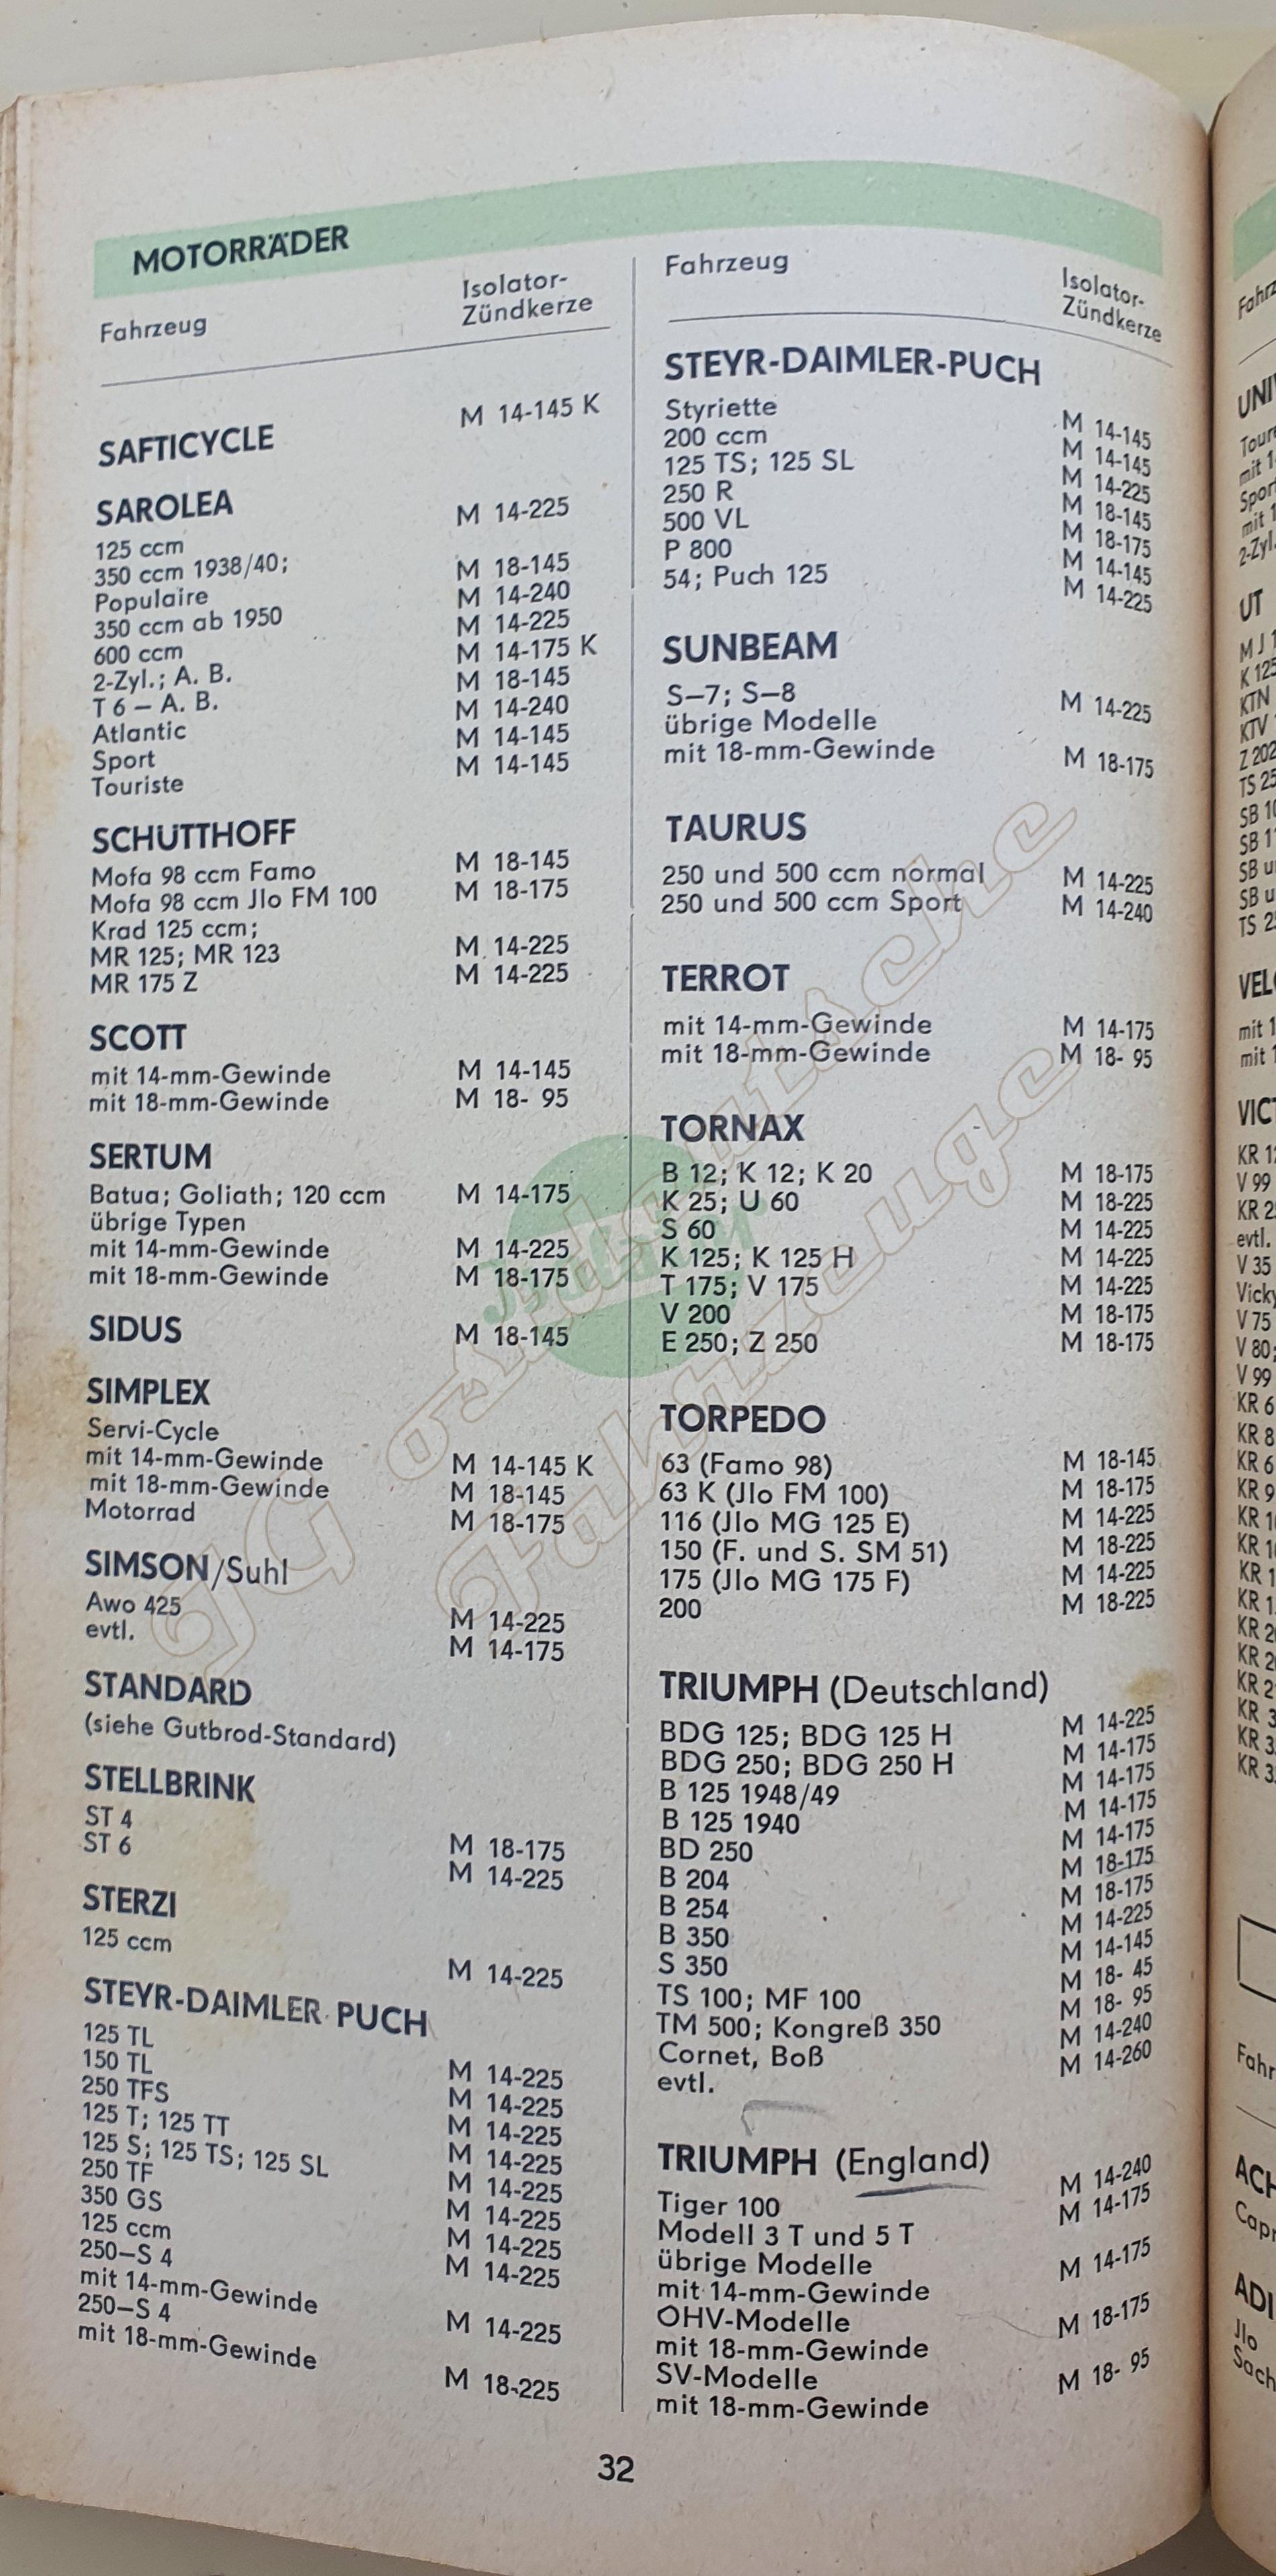 MOTORRÄDER
Fahrzeug
Isolator-
Zündkerze
SAFTICYCLE M 14-145 K
SAROLEA
125 ccm M 14-225
350 ccm 1938/40;
Populaire M 18-145
350 ccm ab 1950 M 14-240
600 ccm M 14-225
2-Zyl.; A. B. M 14-175 K
T 6 – A. B. M 18-145
Atlantic M 14-240
Sport M 14-145
Touriste M 14-145
SCHÜTTHOFF
Mofa 98 ccm Famo M 18-145
Mofa 98 ccm Jlo FM 100 M 18-175
Krad 125 ccm;
MR 125; MR 123 M 14-225
MR 175 Z M 14-225
SCOTT
mit 14-mm-Gewinde M 14-145
mit 18-mm-Gewinde M 18- 95
SERTUM
Batua; Goliath; 120 ccm M 14-175
übrige Typen
mit 14-mm-Gewinde M 14-225
mit 18-mm-Gewinde M 18-175
SIDUS M 18-145
SIMPLEX
Servi-Cycle
mit 14-mm-Gewinde M 14-145 K
mit 18-mm-Gewinde M 18-145
Motorrad M 18-175
SIMSON/Suhl
Awo 425 M 14-225
evtl. M 14-175
STANDARD
(siehe Gutbrod-Standard)
STELLBRINK
ST 4 M 18-175
ST 6 M 14-225
STERZI
125 ccm M 14-225
STEYR-DAIMLER PUCH
125 TL M 14-225
150 TL M 14-225
250 TFS M 14-225
125 T; 125 TT M 14-225
125 S; 125 TS; 125 SL M 14-225
250 TF M 14-225
350 GS M 14-225
125 ccm M 14-225
250–S 4
mit 14-mm-Gewinde M 14-225
250–S 4
mit 18-mm-Gewinde M 18-225
Fahrzeug
Isolator-
Zündkerze
STEYR-DAIMLER-PUCH
Styriette M 14-145
200 ccm M 14-145
125 TS; 125 SL M 14-225
250 R M 18-145
500 VL M 18-175
P 800 M 14-145
54; Puch 125 M 14-225
SUNBEAM
S–7; S–8 M 14-225
übrige Modelle
mit 18-mm-Gewinde M 18-175
TAURUS
250 und 500 ccm normal M 14-225
250 und 500 ccm Sport M 14-240
TERROT
mit 14-mm-Gewinde M 14-175
mit 18-mm-Gewinde M 18- 95
TORNAX
B 12; K 12; K 20 M 18-175
K 25; U 60 M 18-225
S 60 M 14-225
K 125; K 125 H M 14-225
T 175; V 175 M 14-225
V 200 M 18-175
E 250; Z 250 M 18-175
TORPEDO
63 (Famo 98) M 18-145
63 K (Jlo FM 100) M 18-175
116 (Jlo MG 125 E) M 14-225
150 (F. und S. SM 51) M 18-225
175 (Jlo MG 175 F) M 14-225
200 M 18-225
TRIUMPH (Deutschland)
BDG 125; BDG 125 H M 14-225
BDG 250; BDG 250 H M 14-175
B 125 1948/49 M 14-175
B 125 1940 M 14-175
BD 250 M 14-175
B 204 M 18-175
B 254 M 18-175
B 350 M 14-225
S 350 M 14-145
TS 100; MF 100 M 18- 45
TM 500; Kongreß 350 M 18- 95
Cornet, Boß M 14-240
evtl. M 14-260
TRIUMPH (England)
Tiger 100 M 14-240
Modell 3 T und 5 T M 14-175
übrige Modelle
mit 14-mm-Gewinde M 14-175
OHV-Modelle
mit 18-mm-Gewinde M 18-175
SV-Modelle
mit 18-mm-Gewinde M 18- 95
32
IG
ostdeutsche
Fahrzeuge